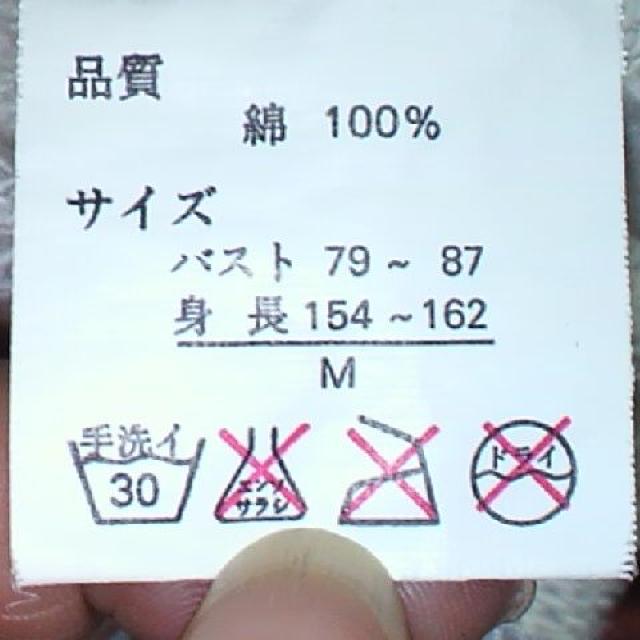 品質
綿 100%
サイズ
バスト 79~ 87
身 長 154 ~162
M
手洗イ
30
エンソ
サラシ
ドライ